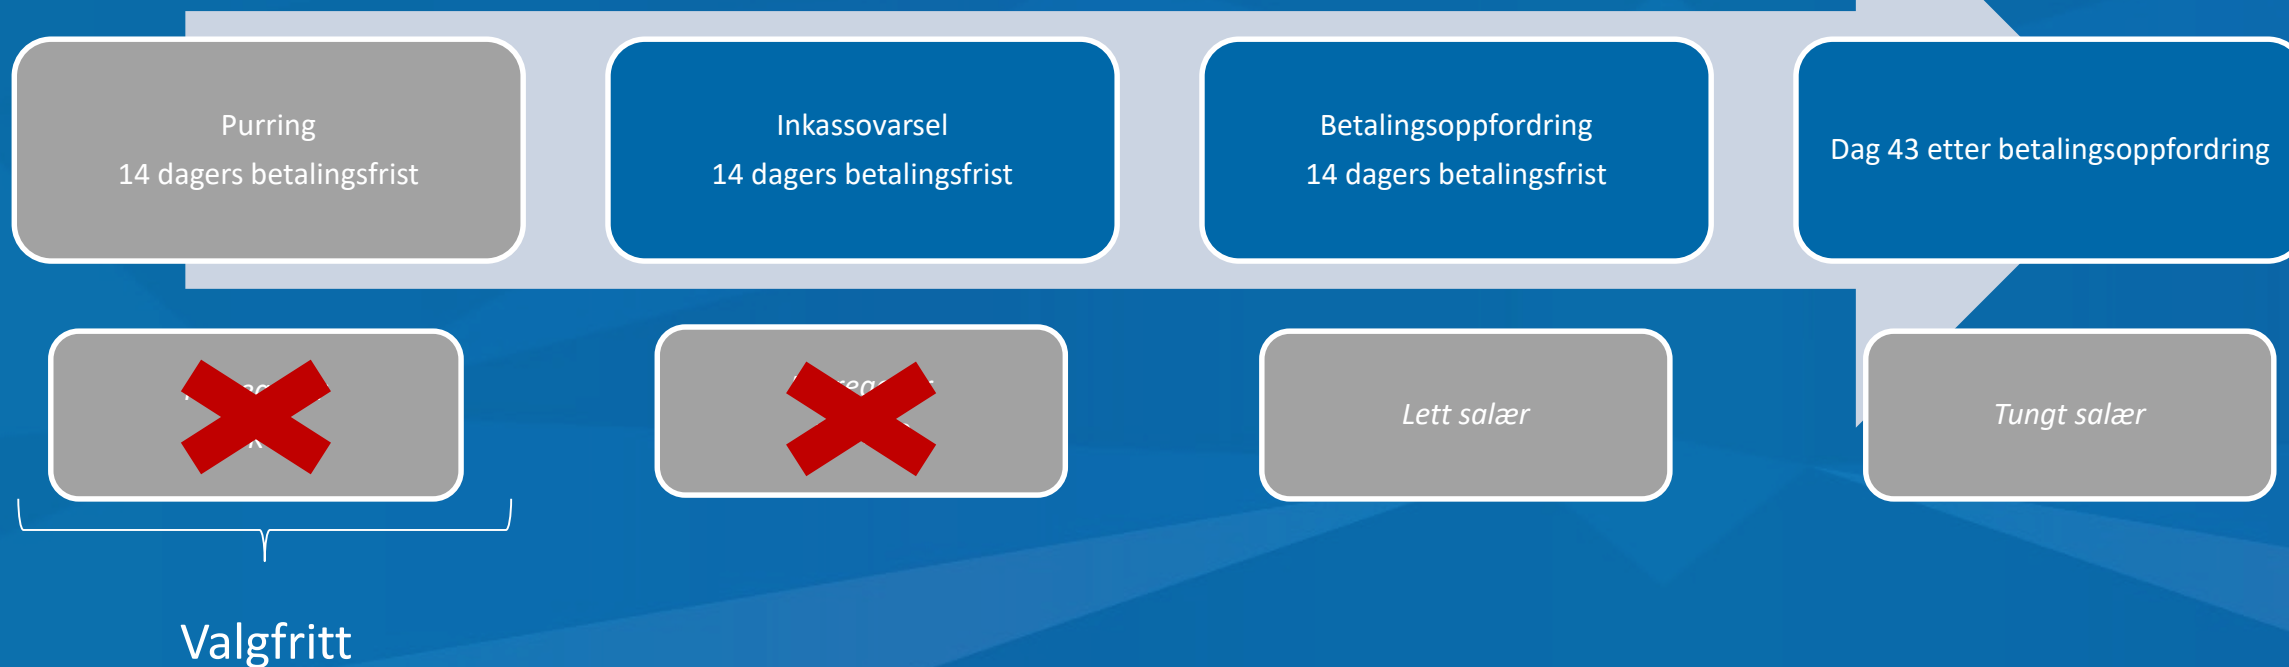 Purring
14 dagers betalingsfrist
Inkassovarsel
14 dagers betalingsfrist
Betalingsoppfordring
14 dagers betalingsfrist
Dag 43 etter betalingsoppfordring
Lett salær
Tungt salær
Valgfritt